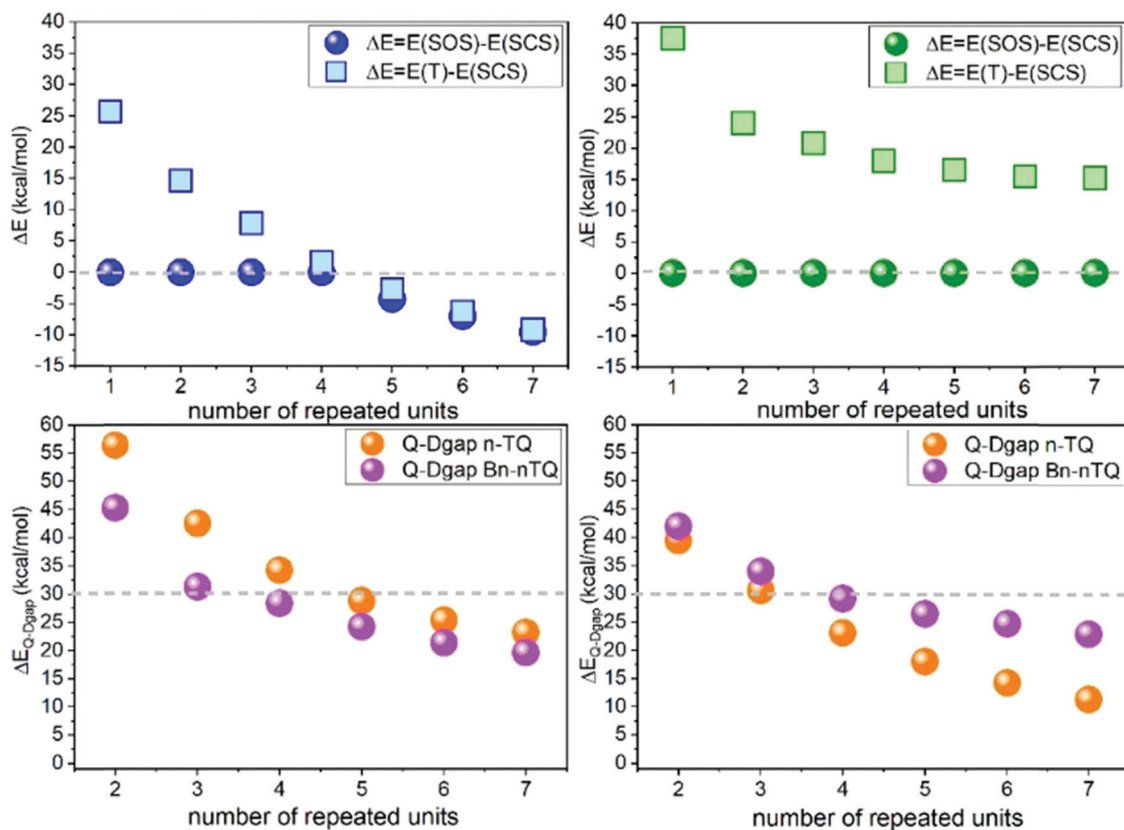 40
35
30
25
20
15
10
5
0
-5
-10
-15
ΔE (kcal/mol)
ΔE=E(SOS)-E(SCS)
ΔE=E(T)-E(SCS)
1 2 3 4 5 6 7
number of repeated units
40
35
30
25
20
15
10
5
0
-5
-10
-15
ΔE (kcal/mol)
ΔE=E(SOS)-E(SCS)
ΔE=E(T)-E(SCS)
1 2 3 4 5 6 7
number of repeated units
60
55
50
45
40
35
30
25
20
15
10
5
0
ΔE_Q-Dgap (kcal/mol)
Q-Dgap n-TQ
Q-Dgap Bn-nTQ
2 3 4 5 6 7
number of repeated units
60
55
50
45
40
35
30
25
20
15
10
5
0
ΔE_Q-Dgap (kcal/mol)
Q-Dgap n-TQ
Q-Dgap Bn-nTQ
2 3 4 5 6 7
number of repeated units